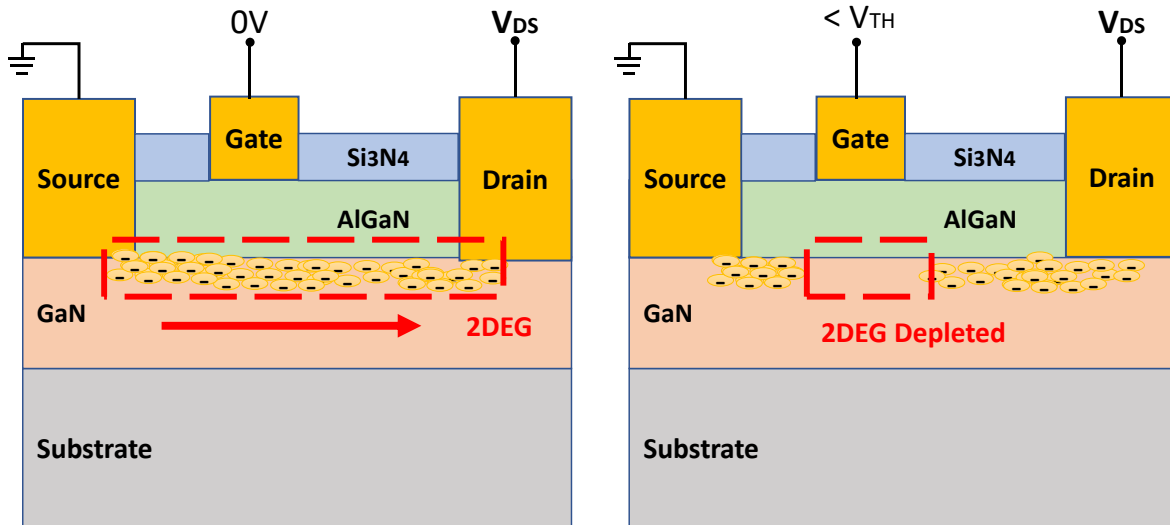 0V
VDS
Gate
Si3N4
Source
Drain
AlGaN
GaN
2DEG
Substrate
< VTH
VDS
Gate
Si3N4
Source
Drain
AlGaN
GaN
2DEG Depleted
Substrate